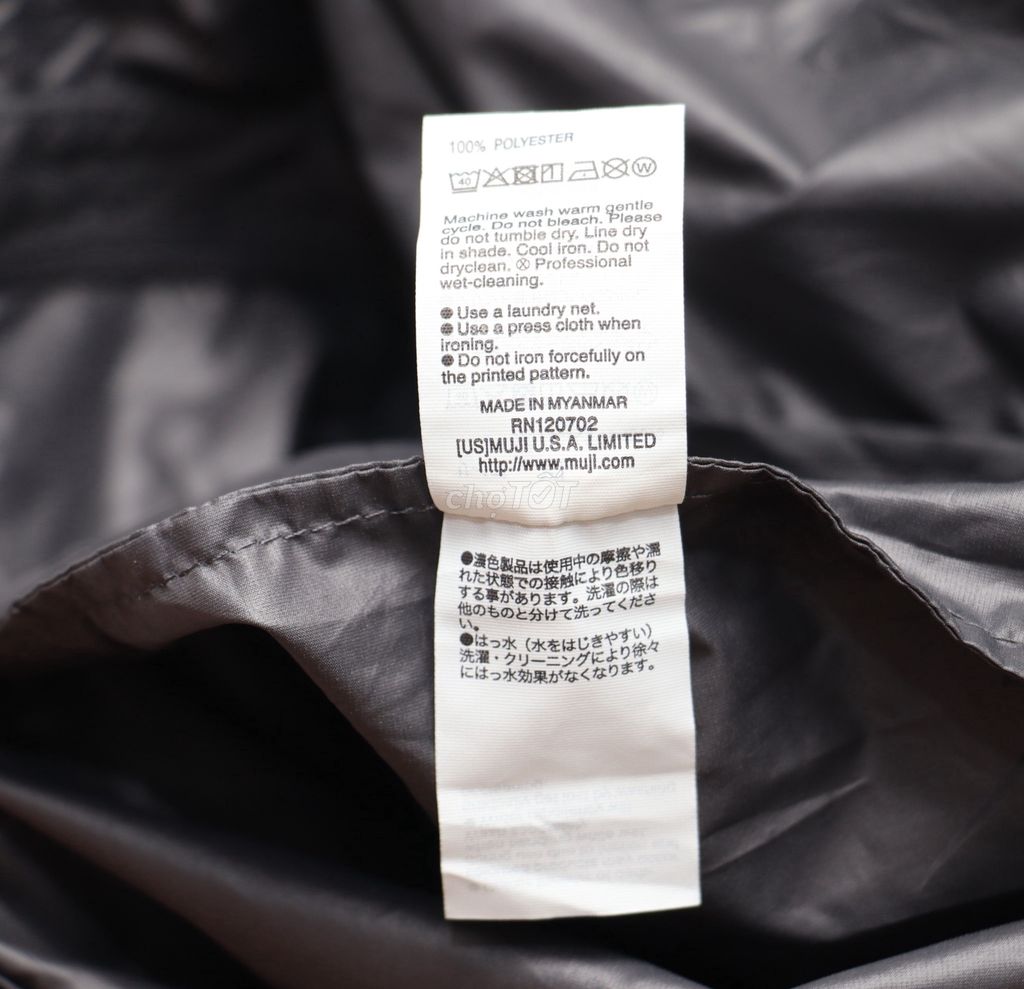 100% POLYESTER
40 W
Machine wash warm gentle
cycle. Do not bleach. Please
do not tumble dry. Line dry
in shade. Cool iron. Do not
dryclean. Ⓦ Professional
wet-cleaning.
●Use a laundry net.
●Use a press cloth when
ironing.
●Do not iron forcefully on
the printed pattern.
MADE IN MYANMAR
RN120702
[US]MUJI U.S.A. LIMITED
http://www.muji.com
chợTỐT
●濃色製品は使用中の摩擦や濡
れた状態での接触により色移り
する事があります。洗濯の際は
他のものと分けて洗ってくださ
い。
●はっ水（水をはじきやすい）
洗濯・クリーニングにより徐々
にはっ水効果がなくなります。